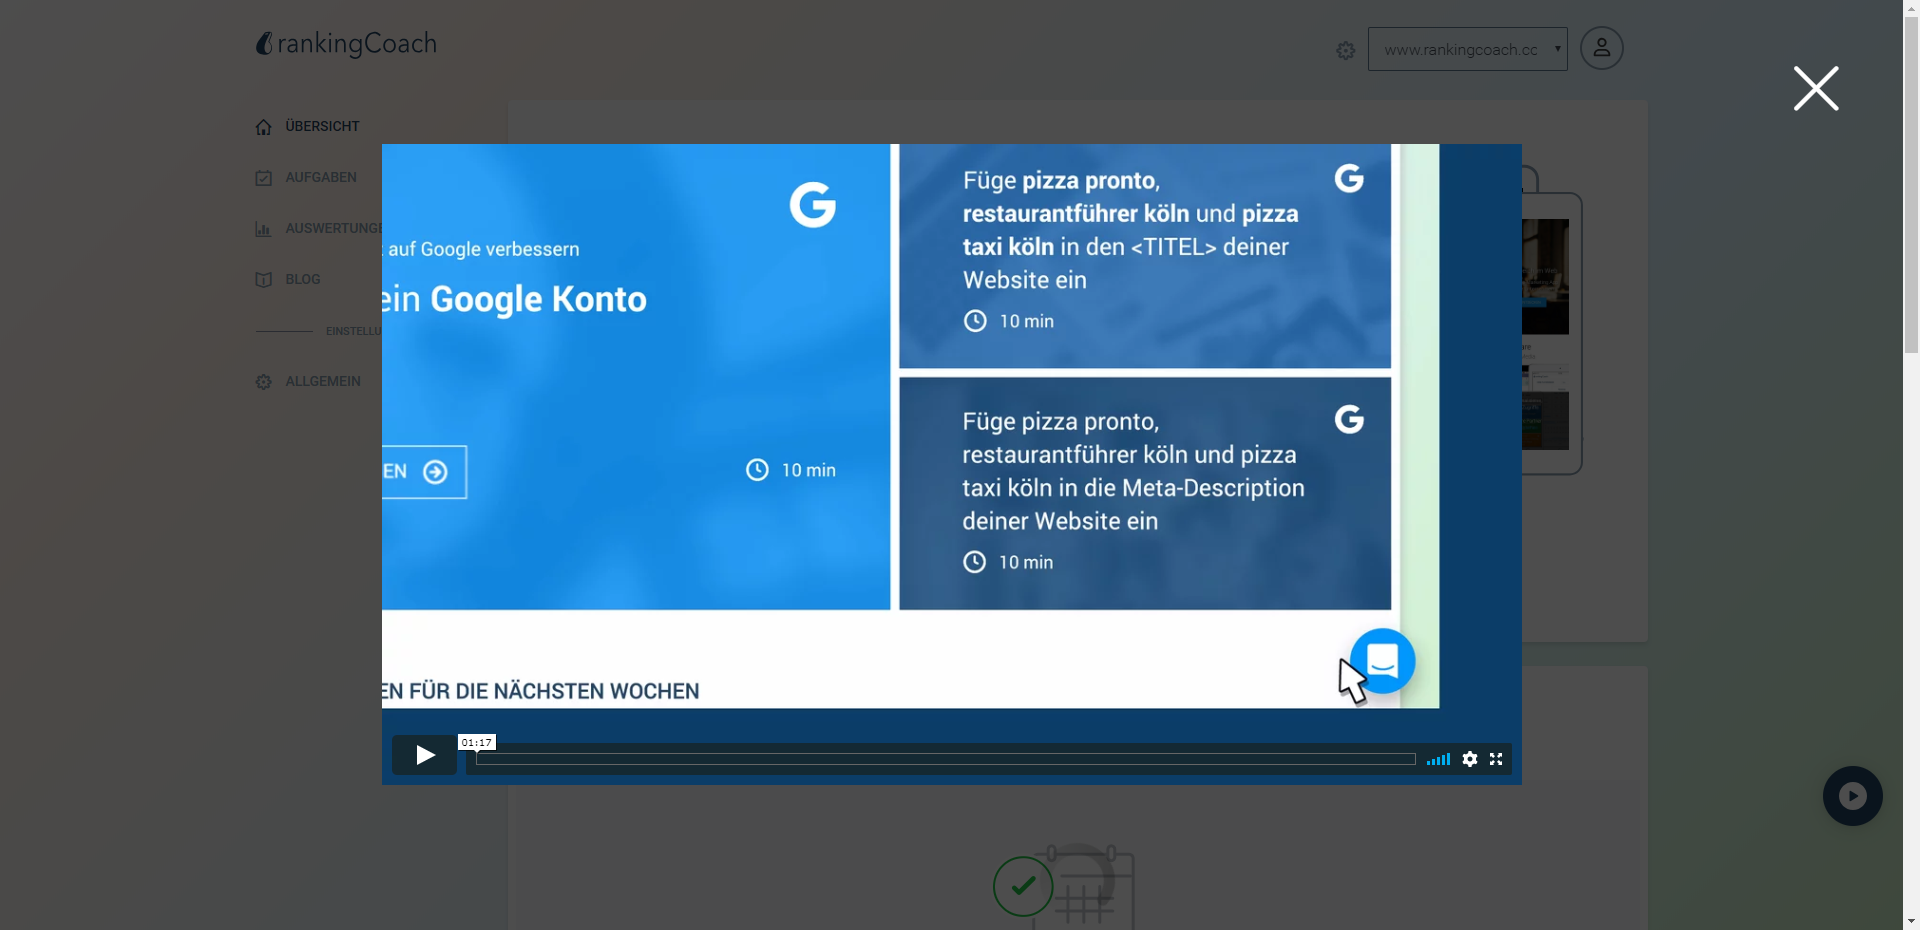 rankingCoach
www.rankingcoach.cc
ÜBERSICHT
AUFGABEN
AUSWERTUNGE
BLOG
EINSTELLU
ALLGEMEIN
auf Google verbessern
ein Google Konto
EN
10 min
Füge pizza pronto,
restaurantführer köln und pizza
taxi köln in den <TITEL> deiner
Website ein
10 min
Füge pizza pronto,
restaurantführer köln und pizza
taxi köln in die Meta-Description
deiner Website ein
10 min
EN FÜR DIE NÄCHSTEN WOCHEN
01:17